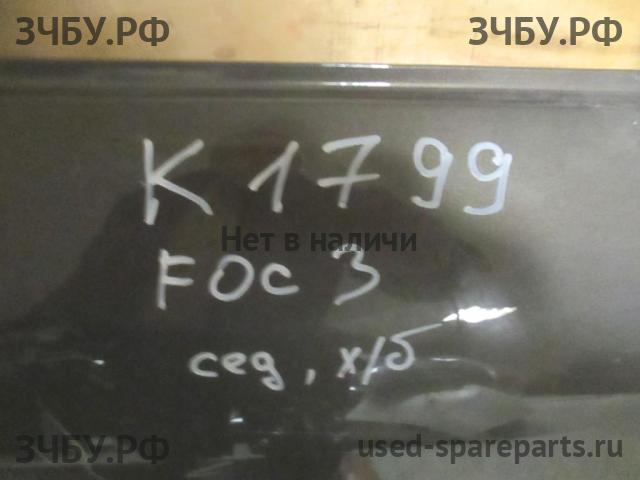 ЗЧБУ.РФ ЗЧБУ.РФ
K 1799
Нет в наличи
FOC 3
сед, х/б
ЗЧБУ.РФ used-spareparts.ru